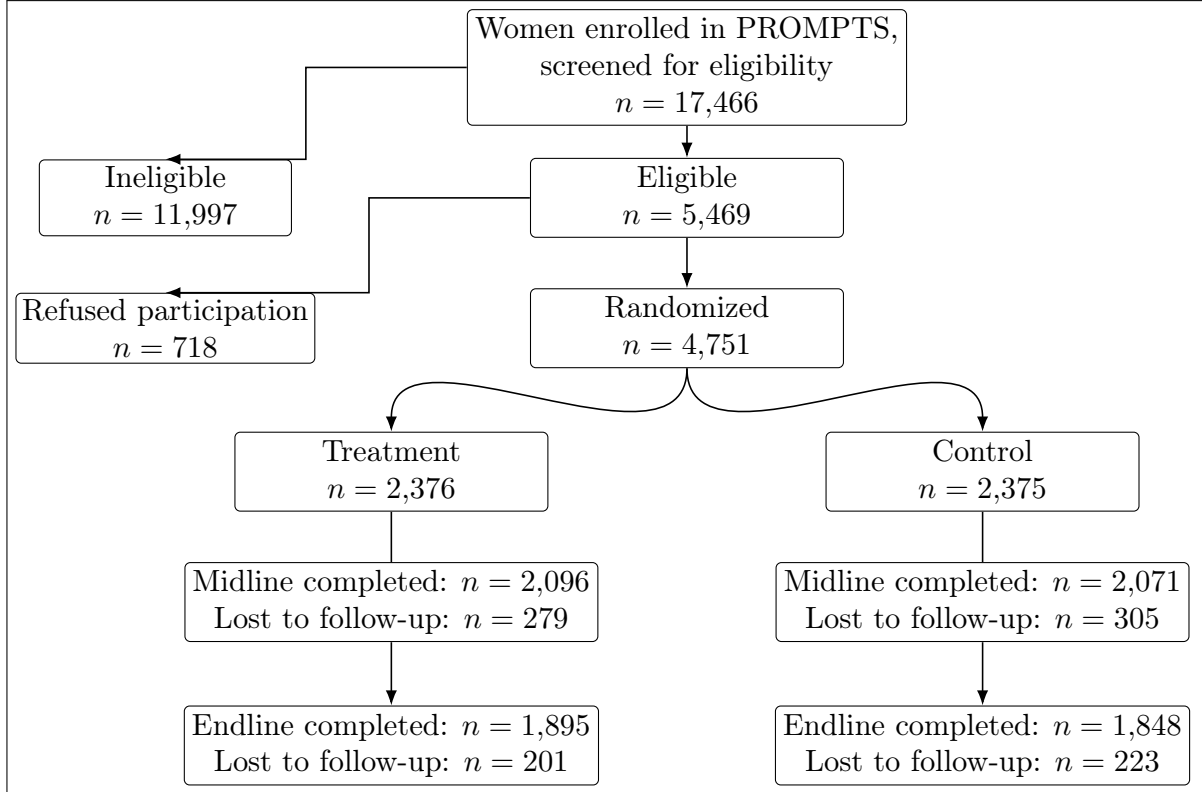 Women enrolled in PROMPTS,
screened for eligibility
n = 17,466
Ineligible
n = 11,997
Eligible
n = 5,469
Refused participation
n = 718
Randomized
n = 4,751
Treatment
n = 2,376
Control
n = 2,375
Midline completed: n = 2,096
Lost to follow-up: n = 279
Midline completed: n = 2,071
Lost to follow-up: n = 305
Endline completed: n = 1,895
Lost to follow-up: n = 201
Endline completed: n = 1,848
Lost to follow-up: n = 223